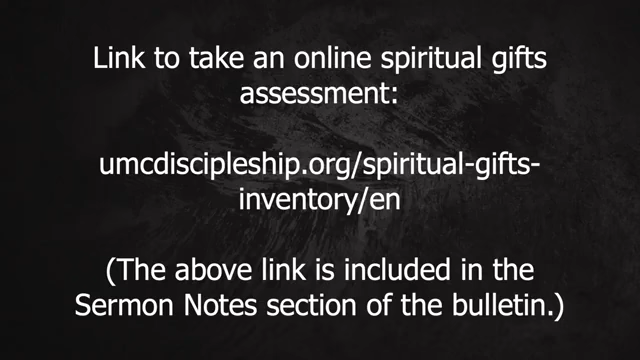 Link to take an online spiritual gifts
assessment:
umcdiscipleship.org/spiritual-gifts-
inventory/en
(The above link is included in the
Sermon Notes section of the bulletin.)